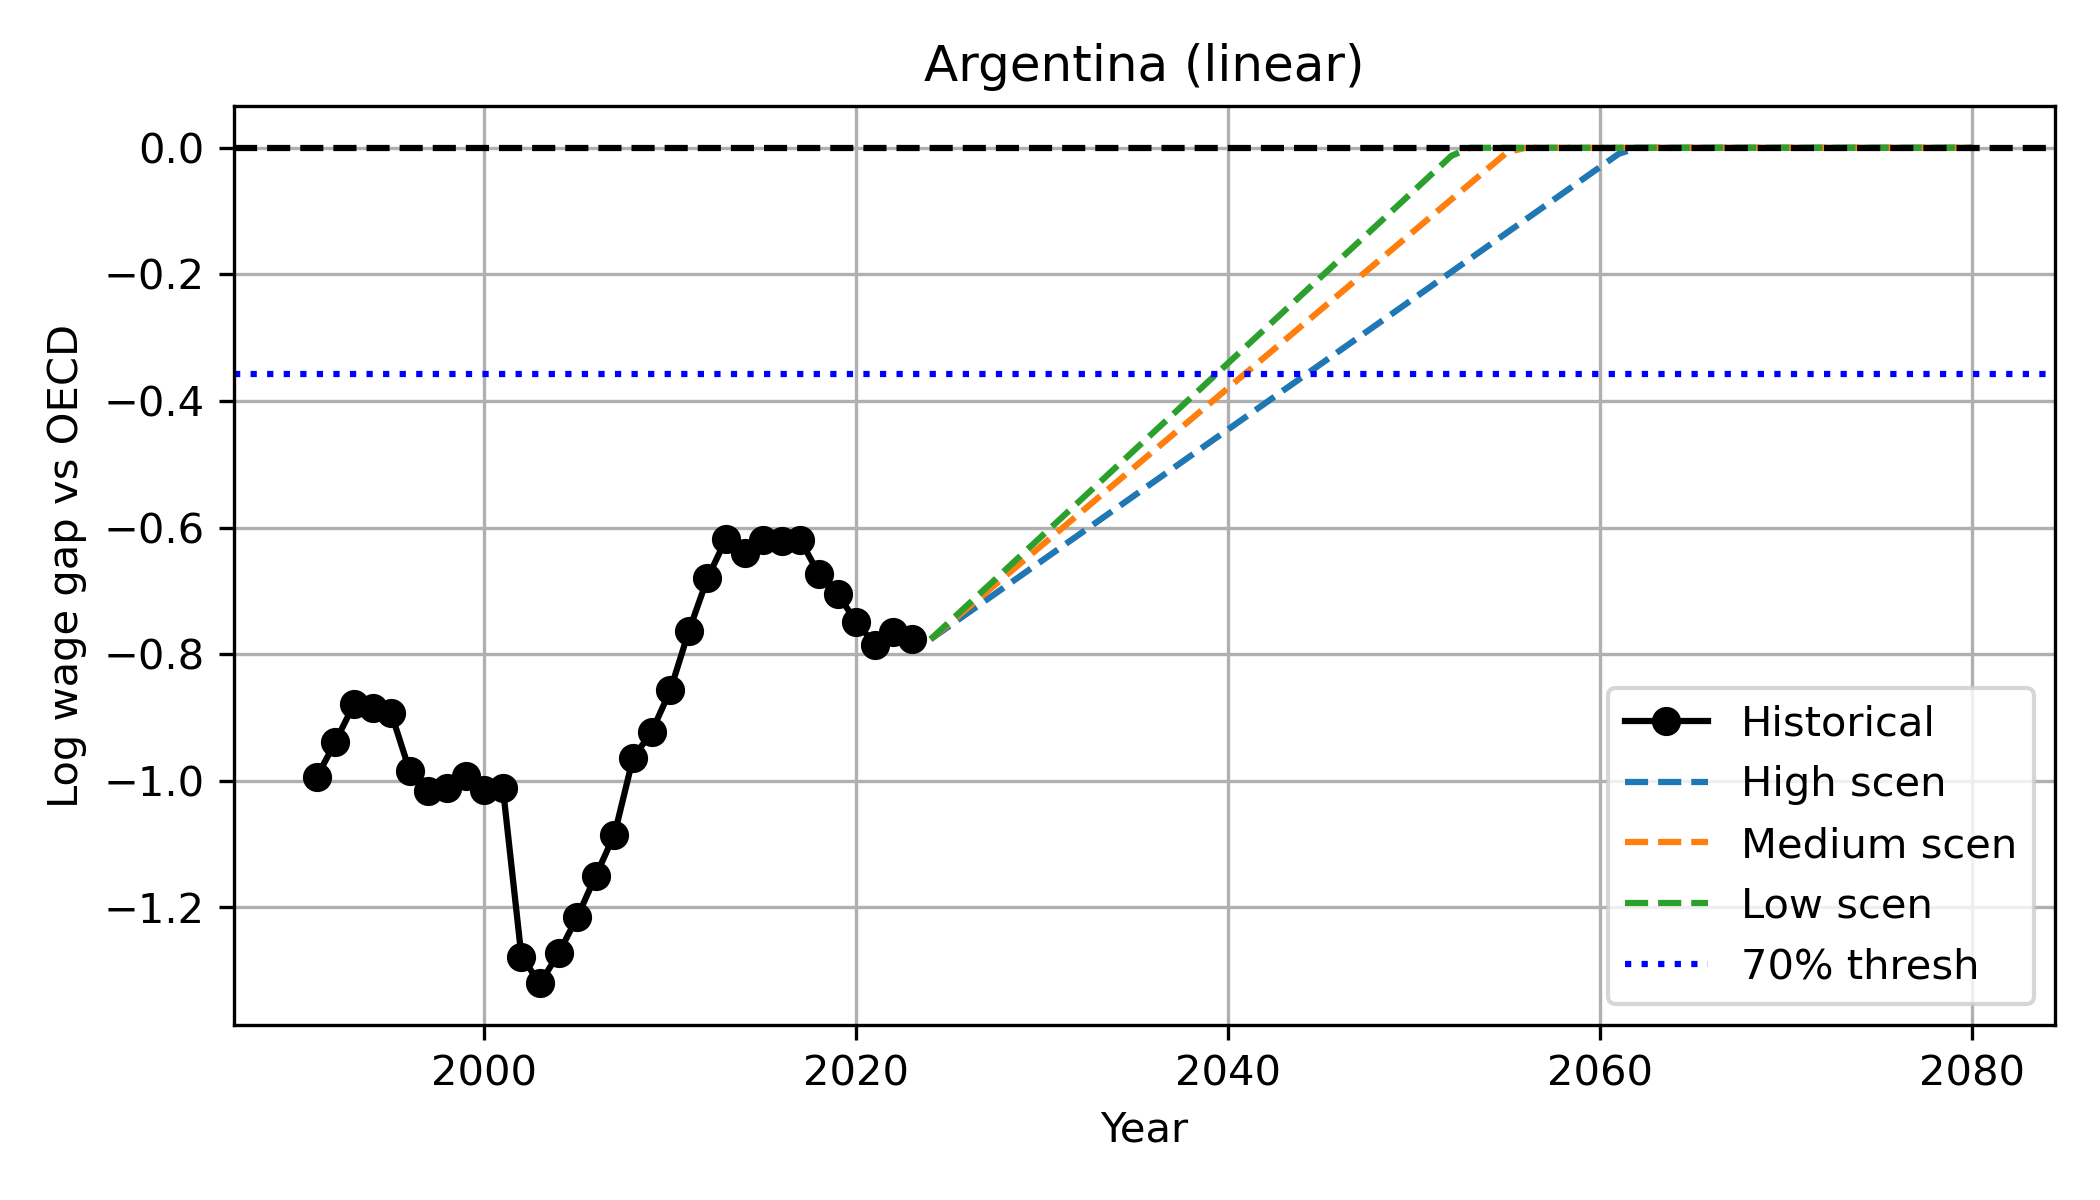 Argentina (linear)
0.0
−0.2
−0.4
−0.6
−0.8
−1.0
−1.2
Log wage gap vs OECD
2000
2020
2040
2060
2080
Year
Historical
High scen
Medium scen
Low scen
70% thresh